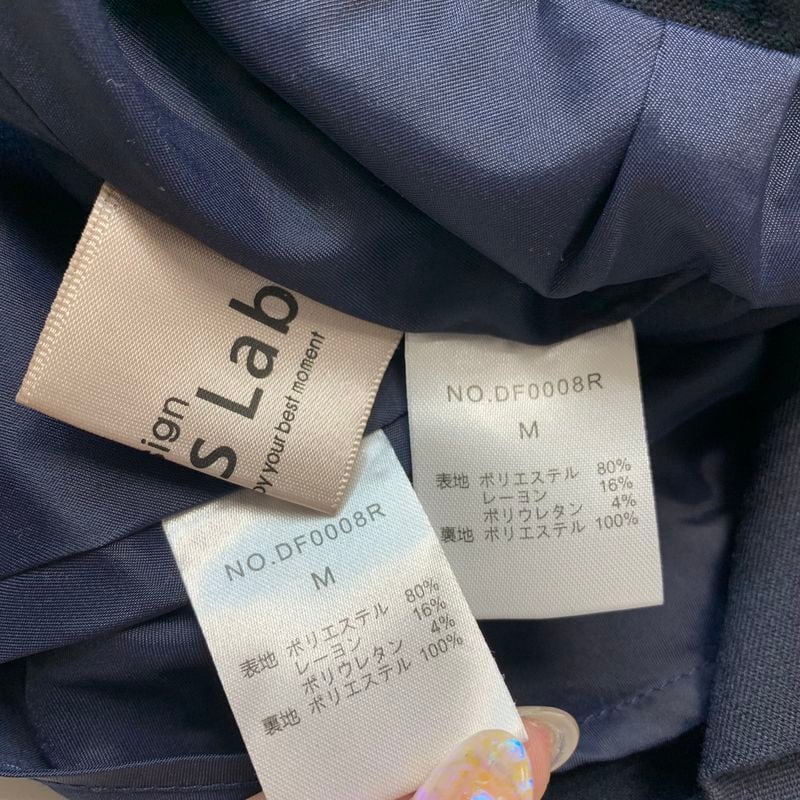 sign
s Lab
by your best moment
NO.DF0008R
M
表地 ポリエステル 80%
レーヨン 16%
ポリウレタン 4%
裏地 ポリエステル 100%
NO.DF0008R
M
表地 ポリエステル 80%
レーヨン 16%
ポリウレタン 4%
裏地 ポリエステル 100%